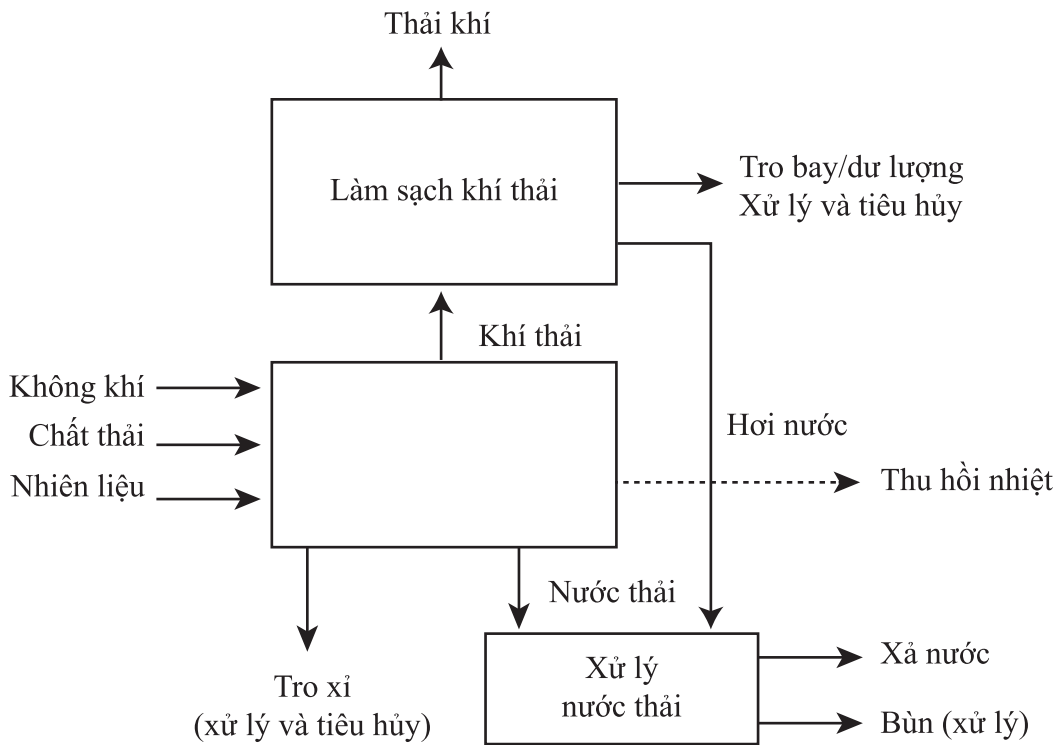 Thải khí
Làm sạch khí thải
Tro bay/dư lượng
Xử lý và tiêu hủy
Khí thải
Không khí
Chất thải
Nhiên liệu
Hơi nước
Thu hồi nhiệt
Nước thải
Tro xỉ
(xử lý và tiêu hủy)
Xử lý
nước thải
Xả nước
Bùn (xử lý)